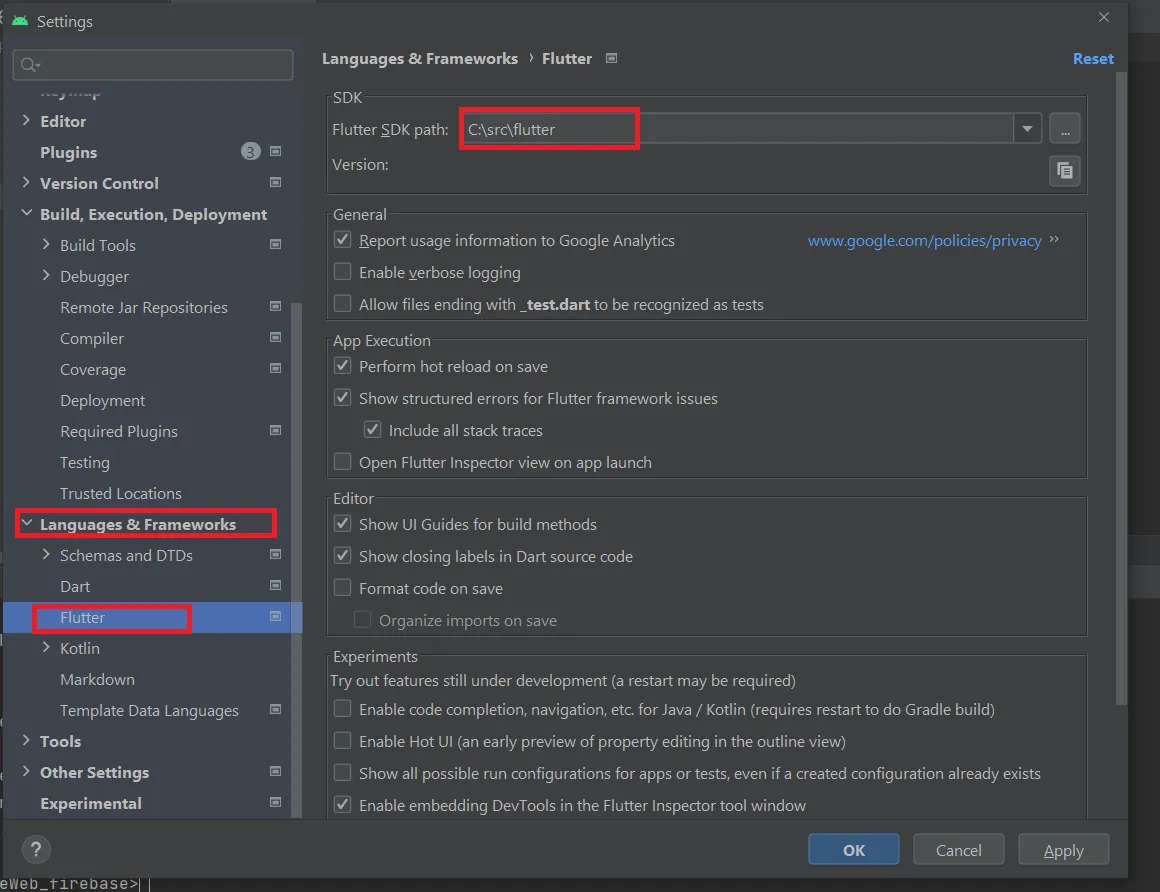 Settings
Keymap
Editor
Plugins 3
Version Control
Build, Execution, Deployment
Build Tools
Debugger
Remote Jar Repositories
Compiler
Coverage
Deployment
Required Plugins
Testing
Trusted Locations
Languages & Frameworks
Schemas and DTDs
Dart
Flutter
Kotlin
Markdown
Template Data Languages
Tools
Other Settings
Experimental
Languages & Frameworks › Flutter
Reset
SDK
Flutter SDK path: C:\src\flutter ...
Version:
General
Report usage information to Google Analytics www.google.com/policies/privacy »
Enable verbose logging
Allow files ending with _test.dart to be recognized as tests
App Execution
Perform hot reload on save
Show structured errors for Flutter framework issues
Include all stack traces
Open Flutter Inspector view on app launch
Editor
Show UI Guides for build methods
Show closing labels in Dart source code
Format code on save
Organize imports on save
Experiments
Try out features still under development (a restart may be required)
Enable code completion, navigation, etc. for Java / Kotlin (requires restart to do Gradle build)
Enable Hot UI (an early preview of property editing in the outline view)
Show all possible run configurations for apps or tests, even if a created configuration already exists
Enable embedding DevTools in the Flutter Inspector tool window
? OK Cancel Apply
eWeb_firebase>